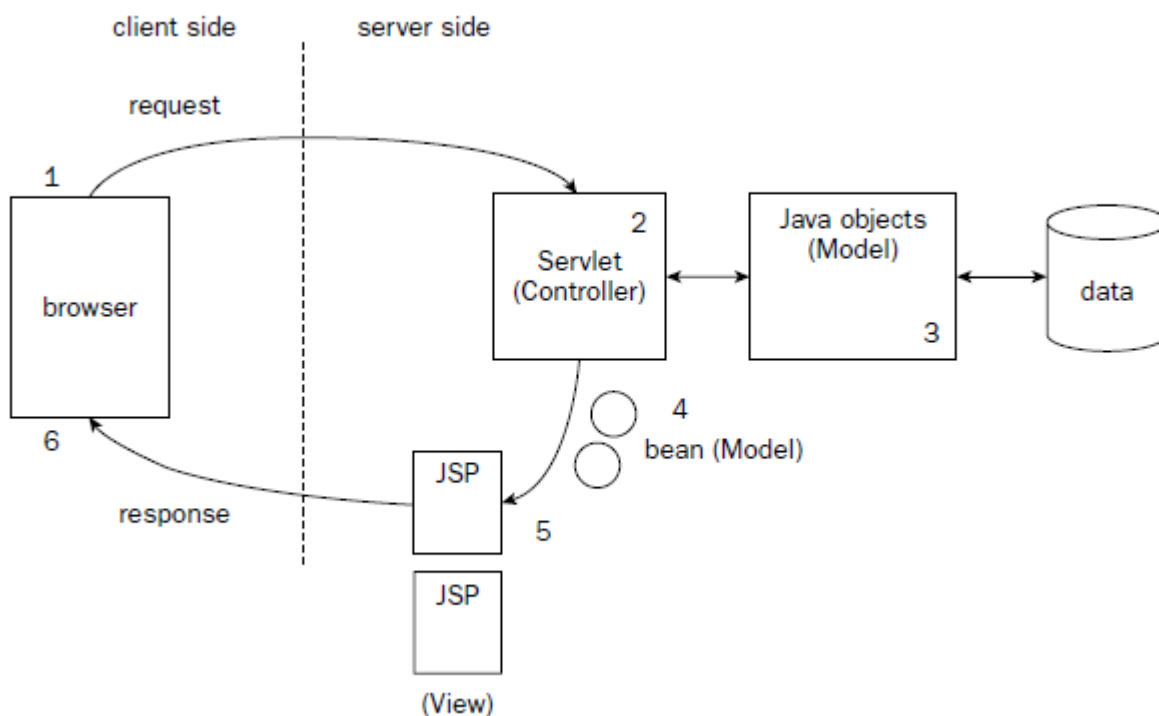 client side
server side
request
1
browser
6
response
2
Servlet
(Controller)
Java objects
(Model)
3
data
4
bean (Model)
JSP
5
JSP
(View)